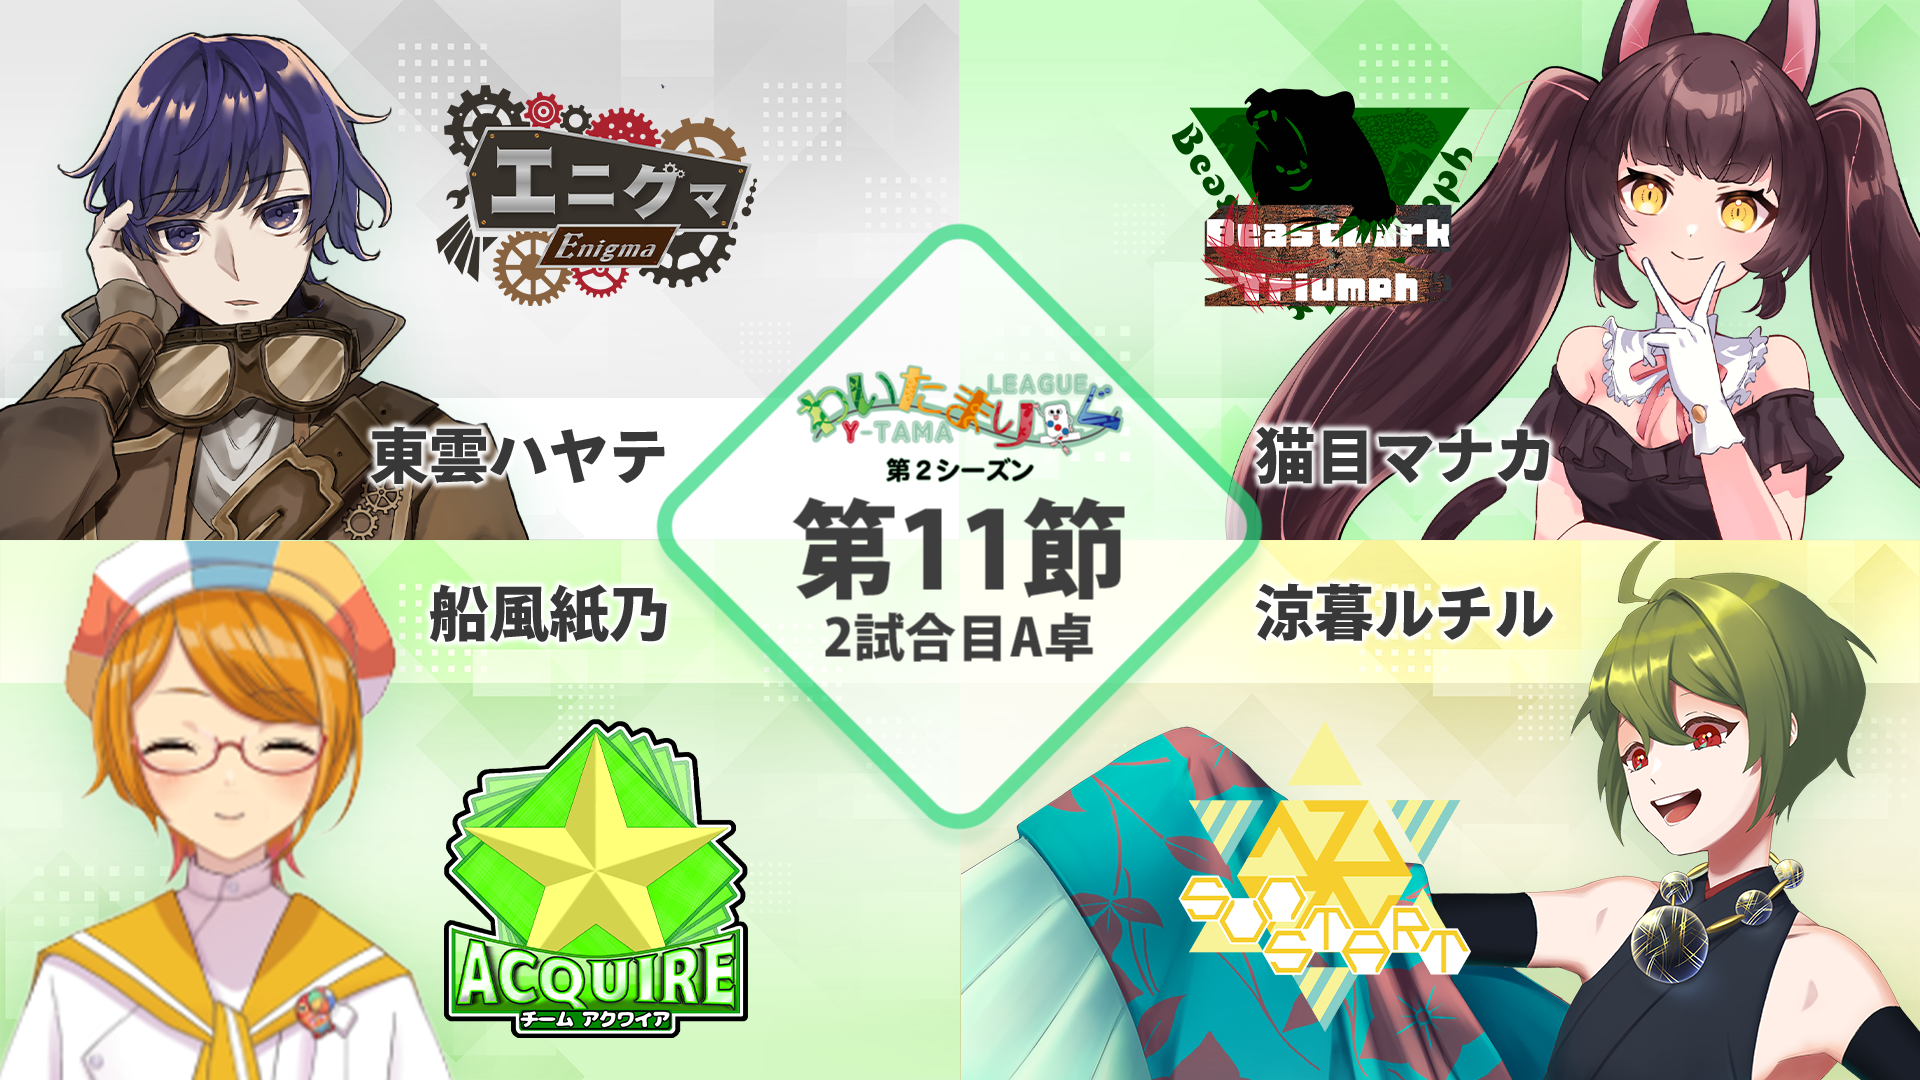 エニグマ
Enigma
東雲ハヤテ
Beastmark
Triumph
猫目マナカ
わいたまりーぐ
LEAGUE
Y-TAMA
第2シーズン
第11節
2試合目A卓
船風紙乃
ACQUIRE
チーム アクワイア
涼暮ルチル
SUO
START